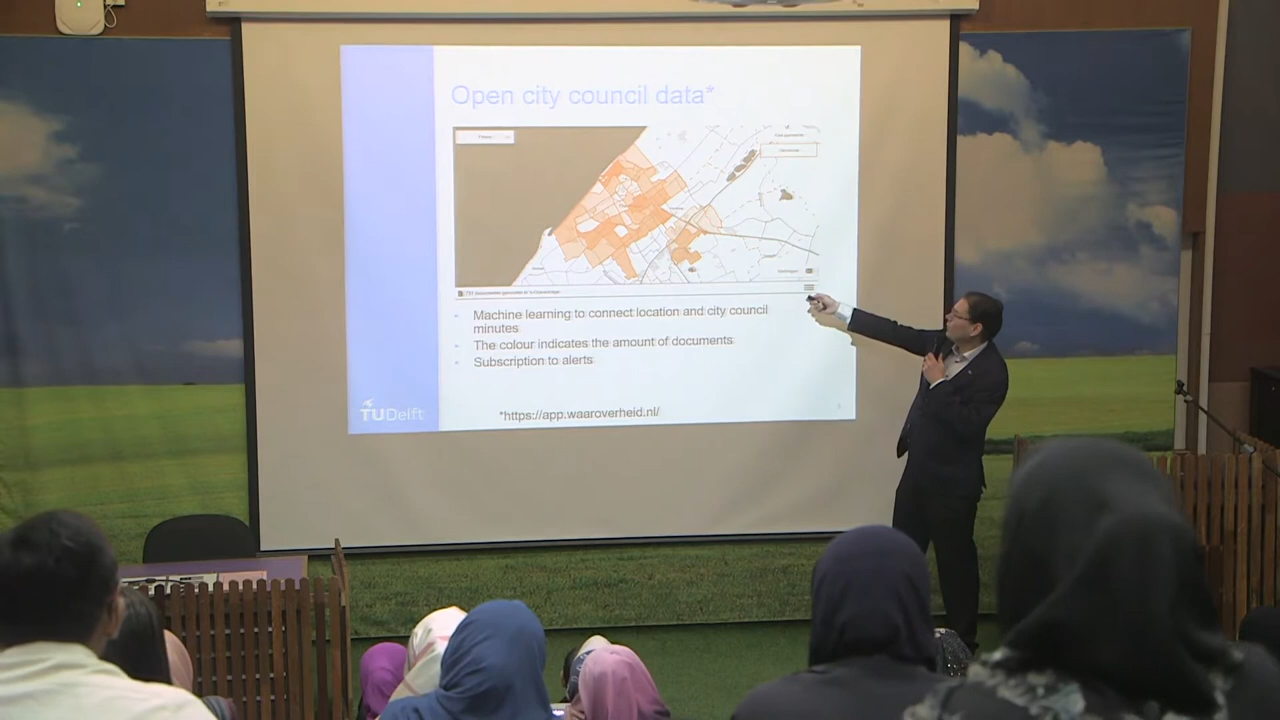 Open city council data*
Machine learning to connect location and city council
minutes
The colour indicates the amount of documents
Subscription to alerts
*https://app.waaroverheid.nl/
TUDelft